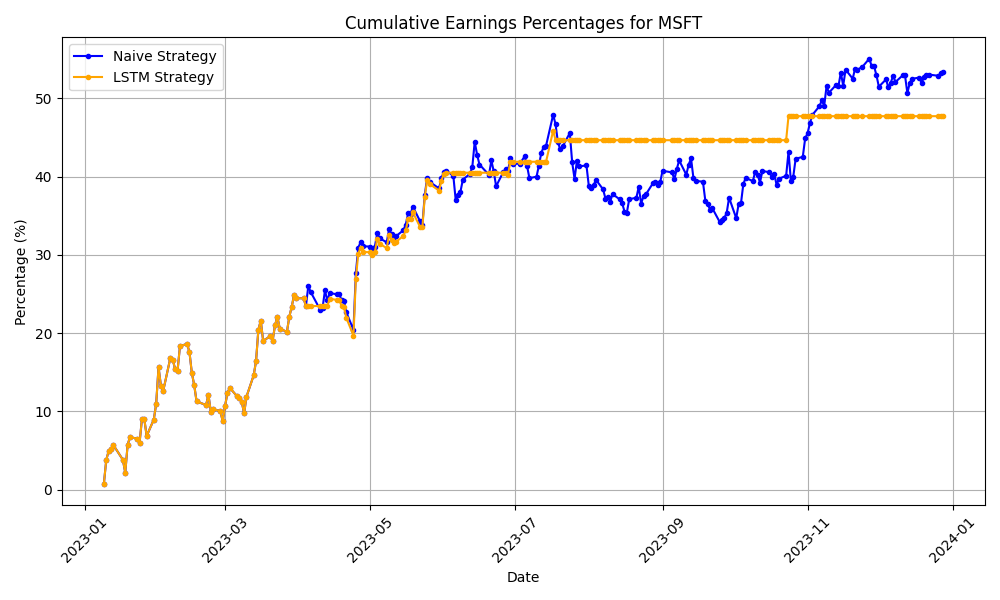 Cumulative Earnings Percentages for MSFT
Naive Strategy
LSTM Strategy
Percentage (%)
50
40
30
20
10
0
2023-01
2023-03
2023-05
2023-07
2023-09
2023-11
2024-01
Date